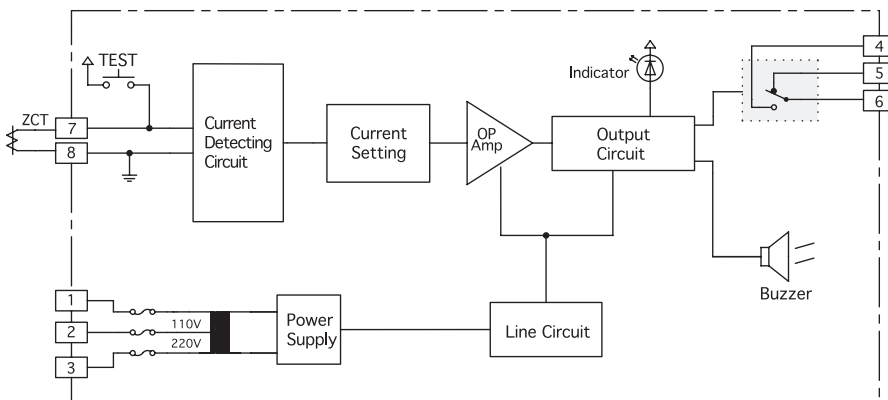 TEST
Indicator
4
5
6
ZCT
7
8
Current
Detecting
Circuit
Current
Setting
OP
Amp
Output
Circuit
Buzzer
1
2
3
110V
220V
Power
Supply
Line Circuit